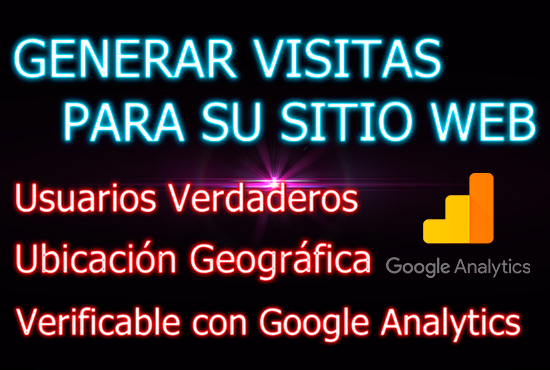 GENERAR VISITAS
PARA SU SITIO WEB
Usuarios Verdaderos
Ubicación Geográfica
Google Analytics
Verificable con Google Analytics